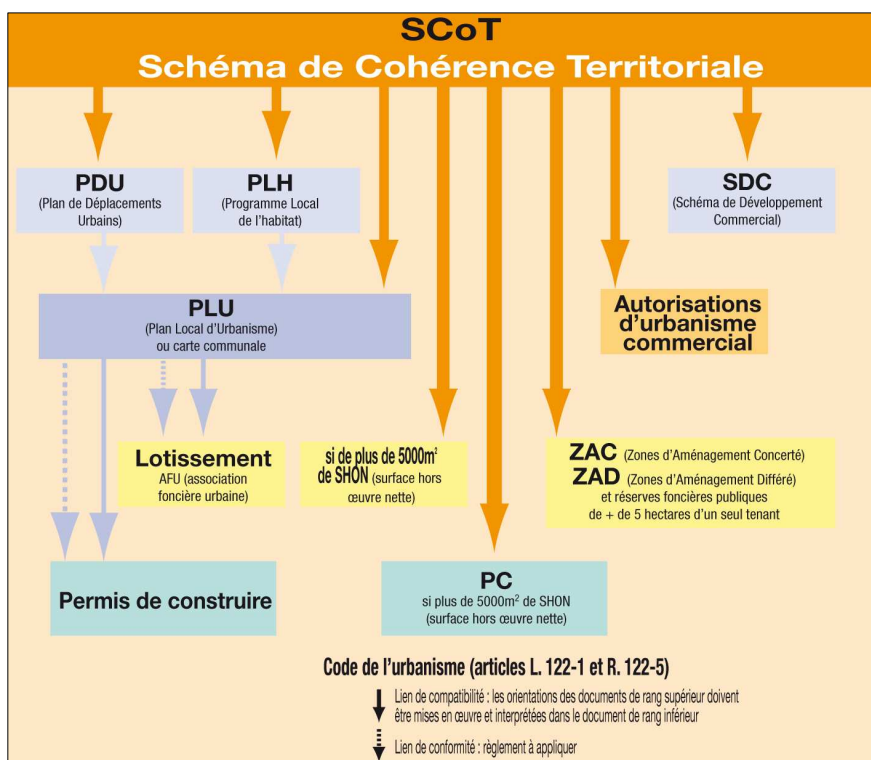 SCoT
Schéma de Cohérence Territoriale
PDU
(Plan de Déplacements
Urbains)
PLH
(Programme Local
de l'habitat)
SDC
(Schéma de Développement
Commercial)
PLU
(Plan Local d'Urbanisme)
ou carte communale
Autorisations
d'urbanisme
commercial
Lotissement
AFU (association
foncière urbaine)
si de plus de 5000m²
de SHON (surface hors
œuvre nette)
ZAC (Zones d'Aménagement Concerté)
ZAD (Zones d'Aménagement Différé)
et réserves foncières publiques
de + de 5 hectares d'un seul tenant
Permis de construire
PC
si plus de 5000m² de SHON
(surface hors œuvre nette)
Code de l'urbanisme (articles L. 122-1 et R. 122-5)
Lien de compatibilité : les orientations des documents de rang supérieur doivent
être mises en œuvre et interprétées dans le document de rang inférieur
Lien de conformité : règlement à appliquer